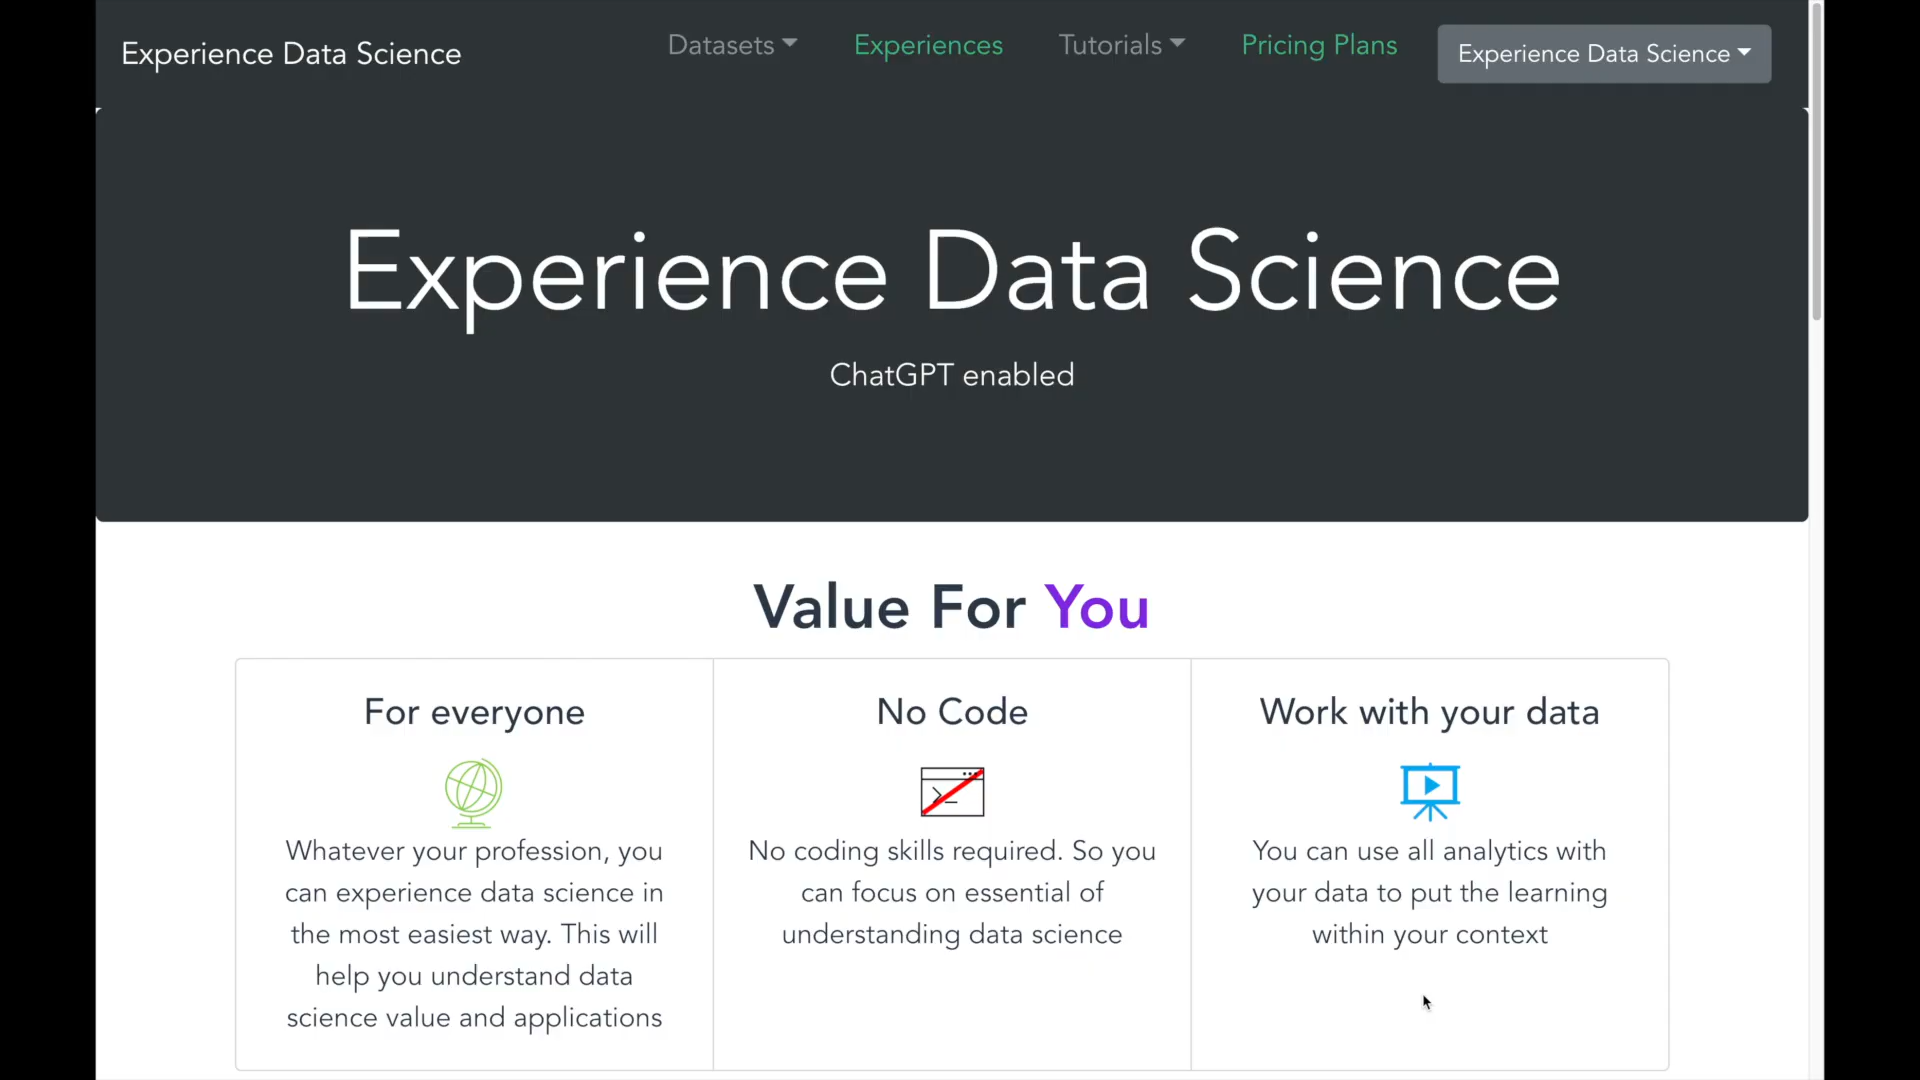 Experience Data Science
Datasets
Experiences
Tutorials
Pricing Plans
Experience Data Science
Experience Data Science
ChatGPT enabled
Value For You
For everyone
Whatever your profession, you
can experience data science in
the most easiest way. This will
help you understand data
science value and applications
No Code
No coding skills required. So you
can focus on essential of
understanding data science
Work with your data
You can use all analytics with
your data to put the learning
within your context